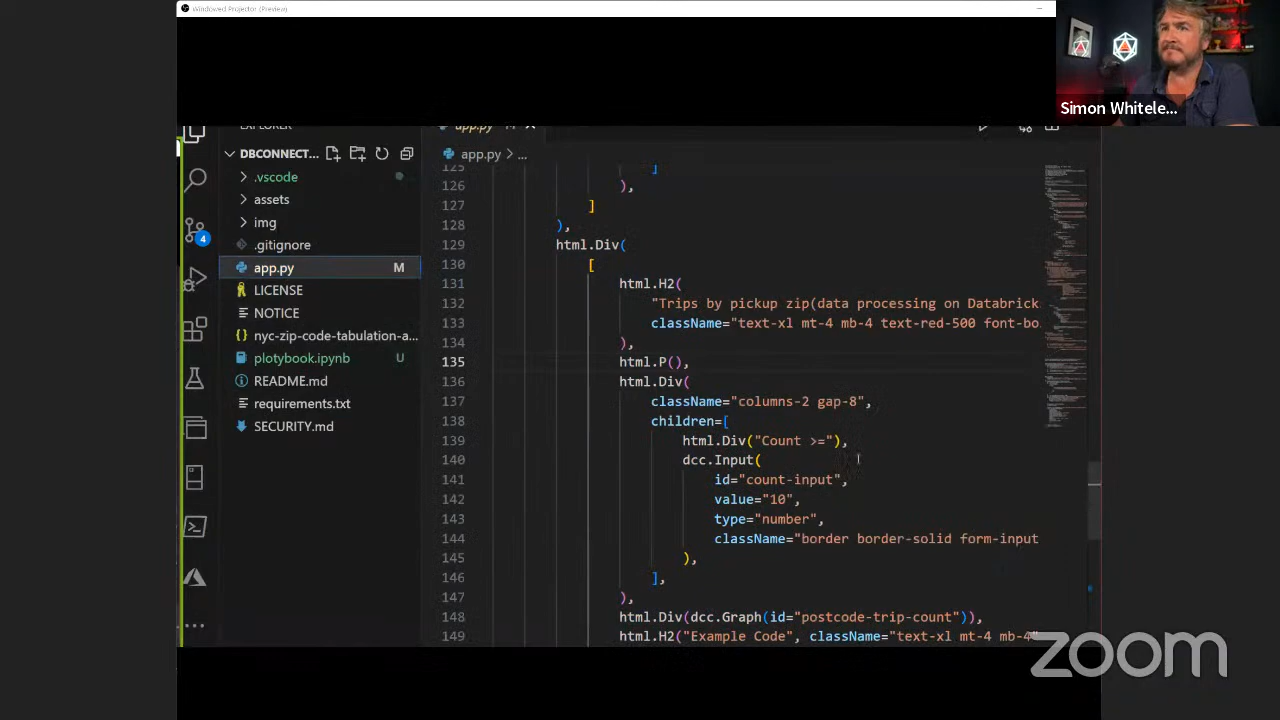 Windowed Projector (Preview)
Simon Whitele...
EXPLORER
app.py M
DBCONNECT...
.vscode
assets
img
.gitignore
app.py M
LICENSE
NOTICE
nyc-zip-code-tabulation-a...
plotybook.ipynb U
README.md
requirements.txt
SECURITY.md
4
app.py > ...
125 ]
126 ),
127 ]
128 ),
129 html.Div(
130 [
131 html.H2(
132 "Trips by pickup zip(data processing on Databrick
133 className="text-xl mt-4 mb-4 text-red-500 font-bo
134 ),
135 html.P(),
136 html.Div(
137 className="columns-2 gap-8",
138 children=[
139 html.Div("Count >="),
140 dcc.Input(
141 id="count-input",
142 value="10",
143 type="number",
144 className="border border-solid form-input
145 ),
146 ],
147 ),
148 html.Div(dcc.Graph(id="postcode-trip-count")),
149 html.H2("Example Code", className="text-xl mt-4 mb-4"
zoom